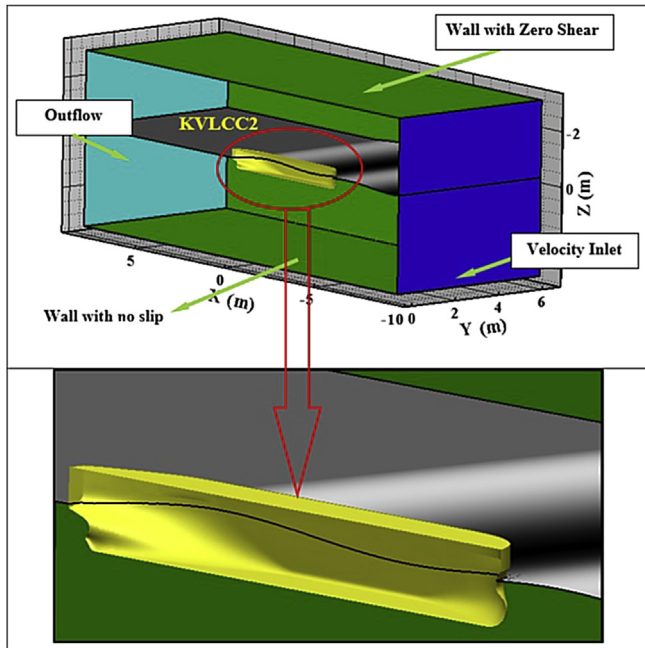 Wall with Zero Shear
-2
Outflow
KVLCC2
0
Z (m)
Velocity Inlet
5
0
X (m)
-5
-10
0
2
4
6
Y (m)
Wall with no slip